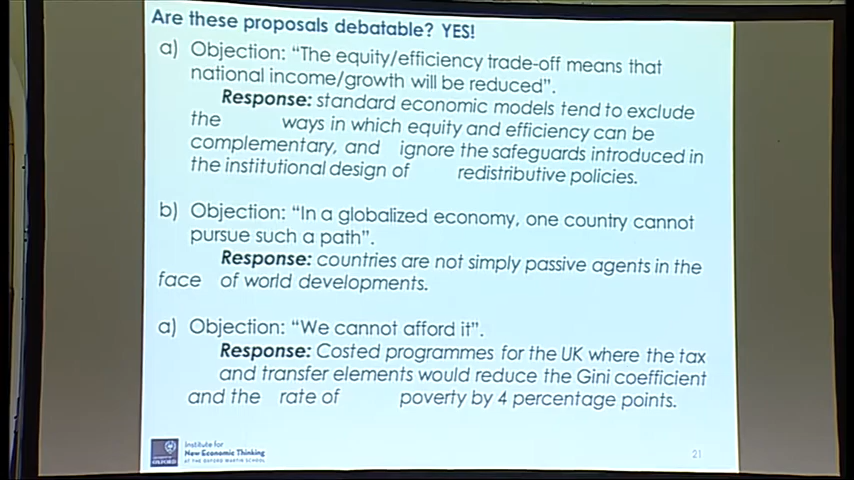 Are these proposals debatable? YES!
a) Objection: “The equity/efficiency trade-off means that
national income/growth will be reduced”.
Response: standard economic models tend to exclude
the ways in which equity and efficiency can be
complementary, and ignore the safeguards introduced in
the institutional design of redistributive policies.
b) Objection: “In a globalized economy, one country cannot
pursue such a path”.
Response: countries are not simply passive agents in the
face of world developments.
a) Objection: “We cannot afford it”.
Response: Costed programmes for the UK where the tax
and transfer elements would reduce the Gini coefficient
and the rate of poverty by 4 percentage points.
OXFORD
Institute for
New Economic Thinking
AT THE OXFORD MARTIN SCHOOL
21